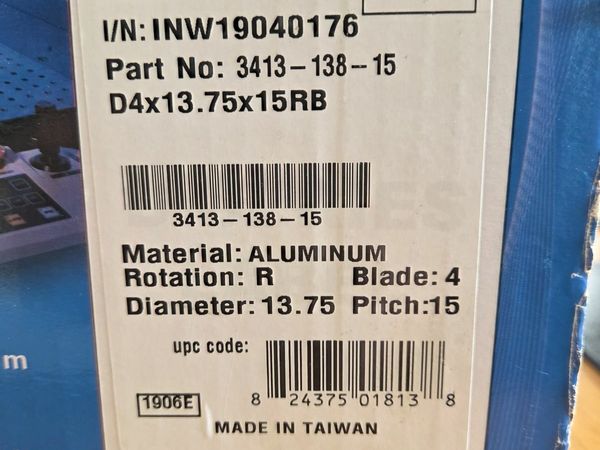 I/N: INW19040176
Part No: 3413-138-15
D4x13.75x15RB
3413-138-15
Material: ALUMINUM
Rotation: R Blade: 4
Diameter: 13.75 Pitch:15
upc code:
8 24375 01813 8
1906E
MADE IN TAIWAN
m